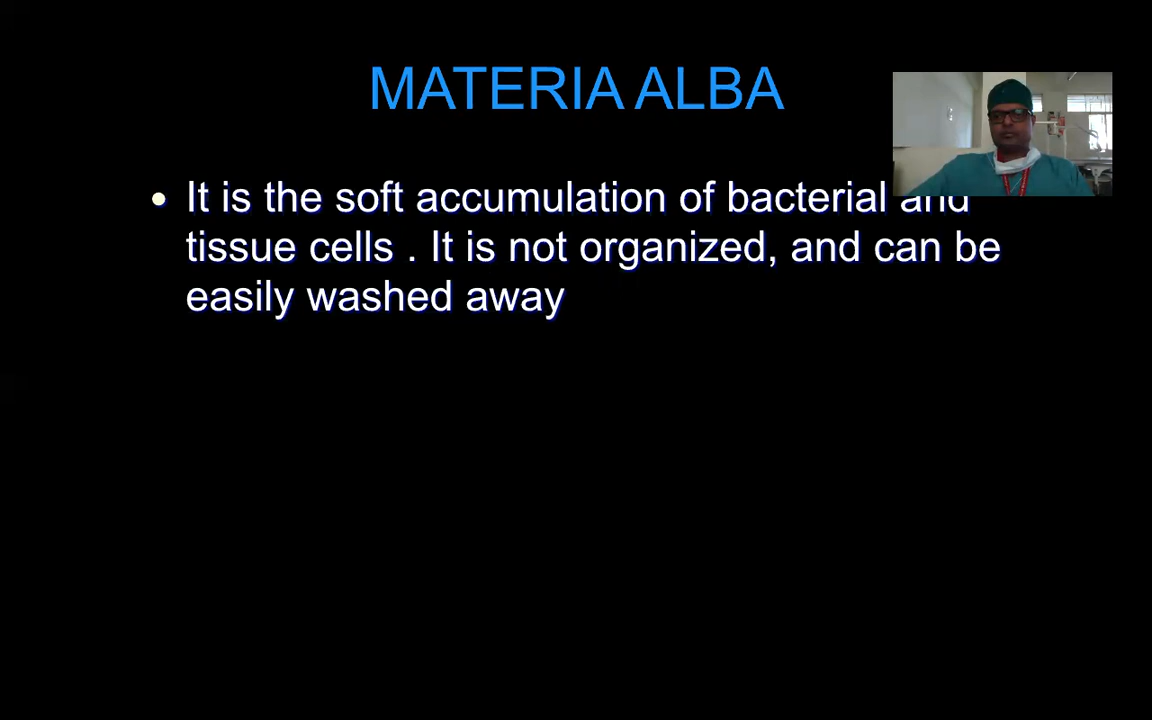 MATERIA ALBA
• It is the soft accumulation of bacterial and
tissue cells . It is not organized, and can be
easily washed away